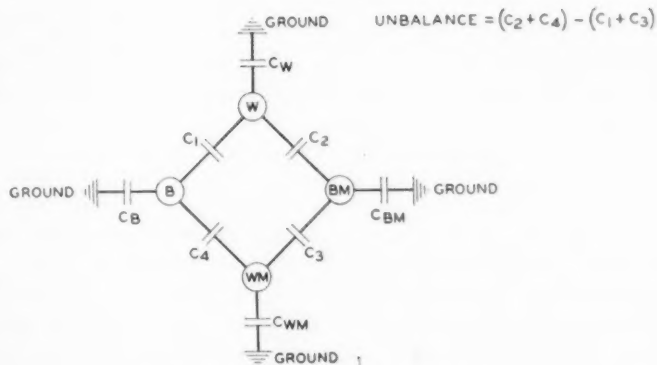 GROUND
UNBALANCE = (C2 + C4) − (C1 + C3)
CW
W
C1
C2
GROUND
B
BM
GROUND
CB
CBM
C4
C3
WM
CWM
GROUND
1